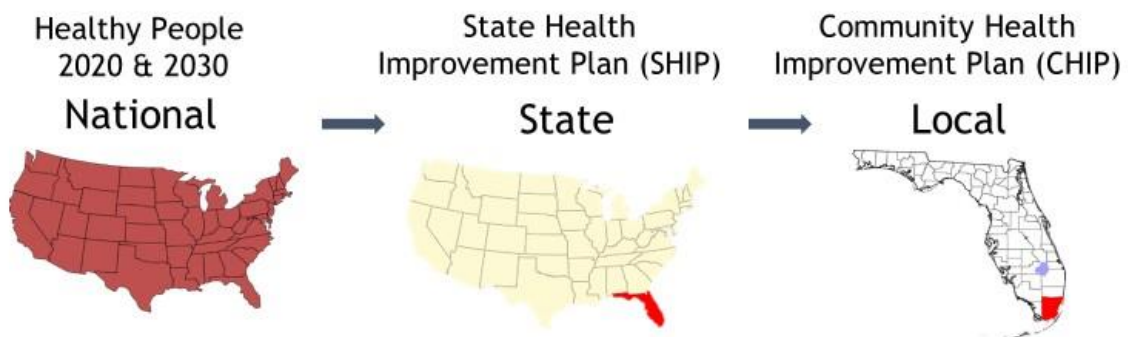 Healthy People
2020 & 2030
National
State Health
Improvement Plan (SHIP)
State
Community Health
Improvement Plan (CHIP)
Local